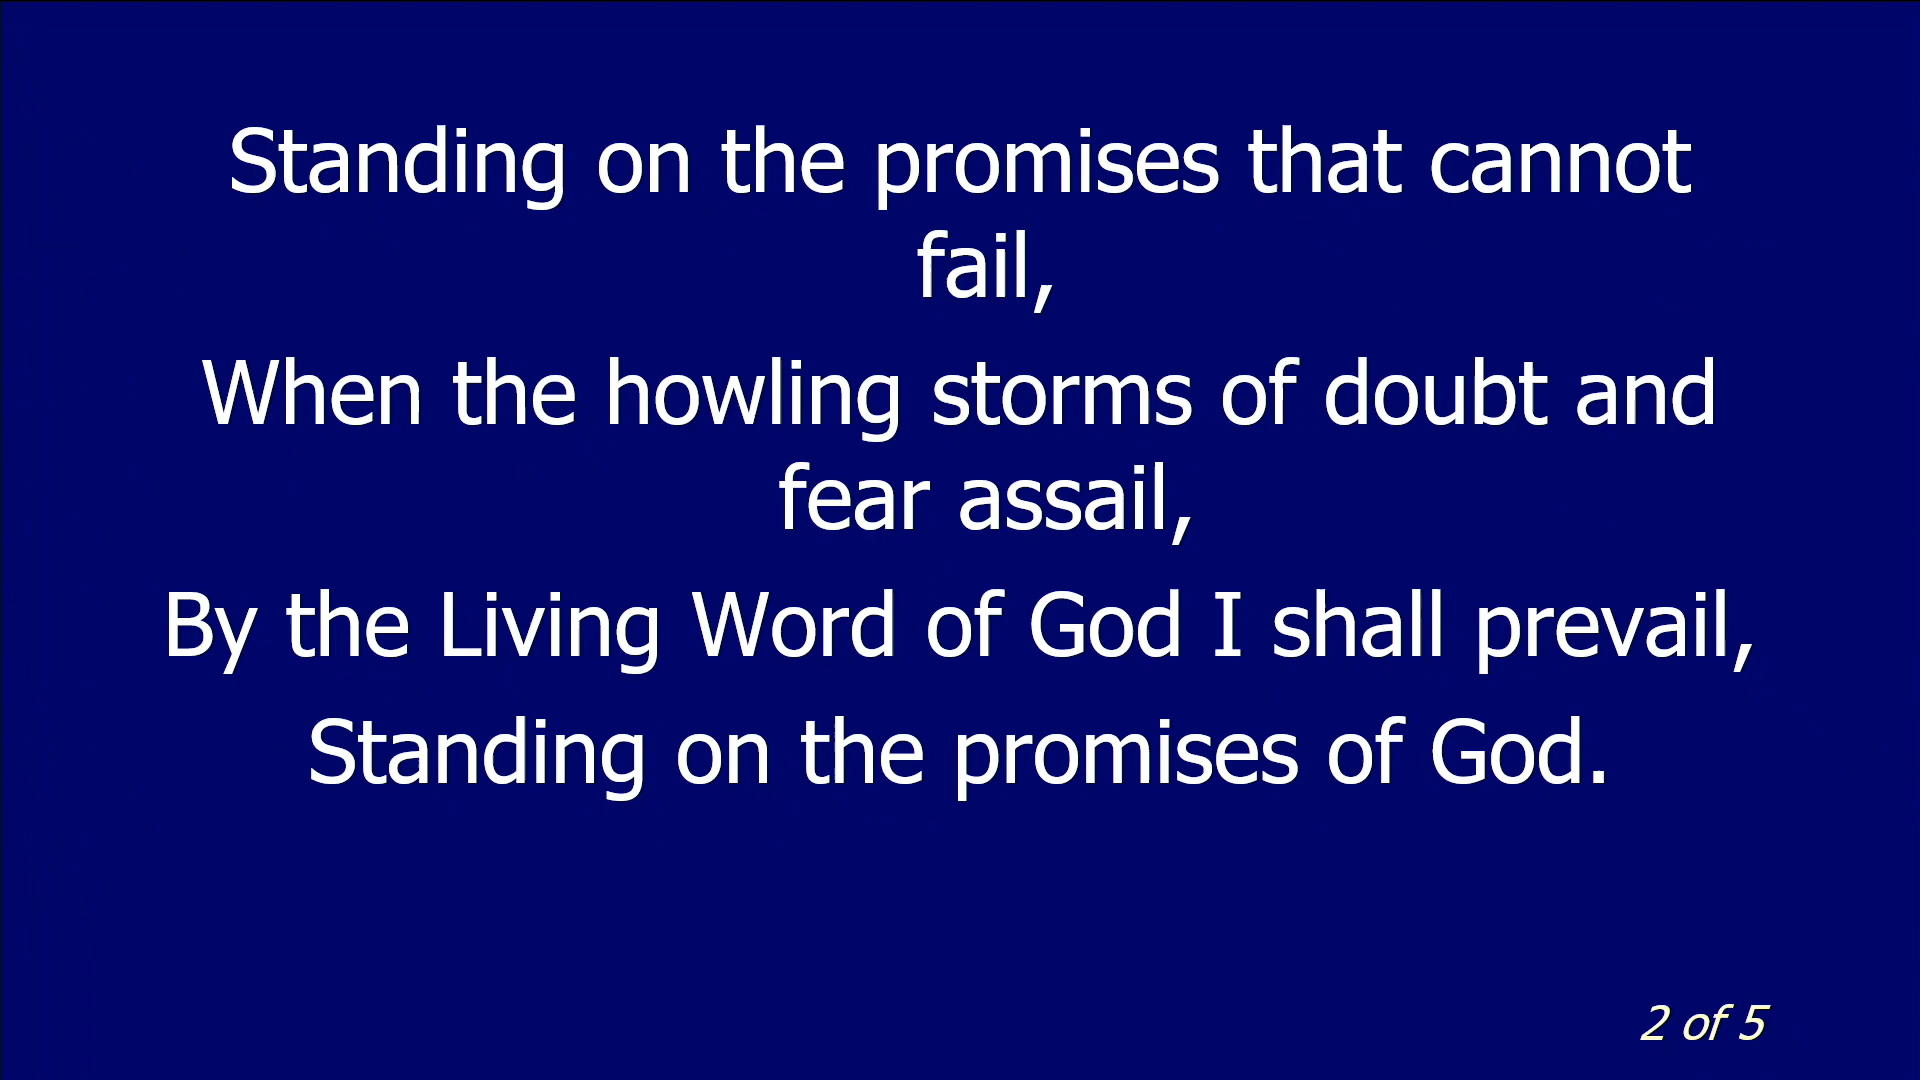 Standing on the promises that cannot
fail,
When the howling storms of doubt and
fear assail,
By the Living Word of God I shall prevail,
Standing on the promises of God.
2 of 5